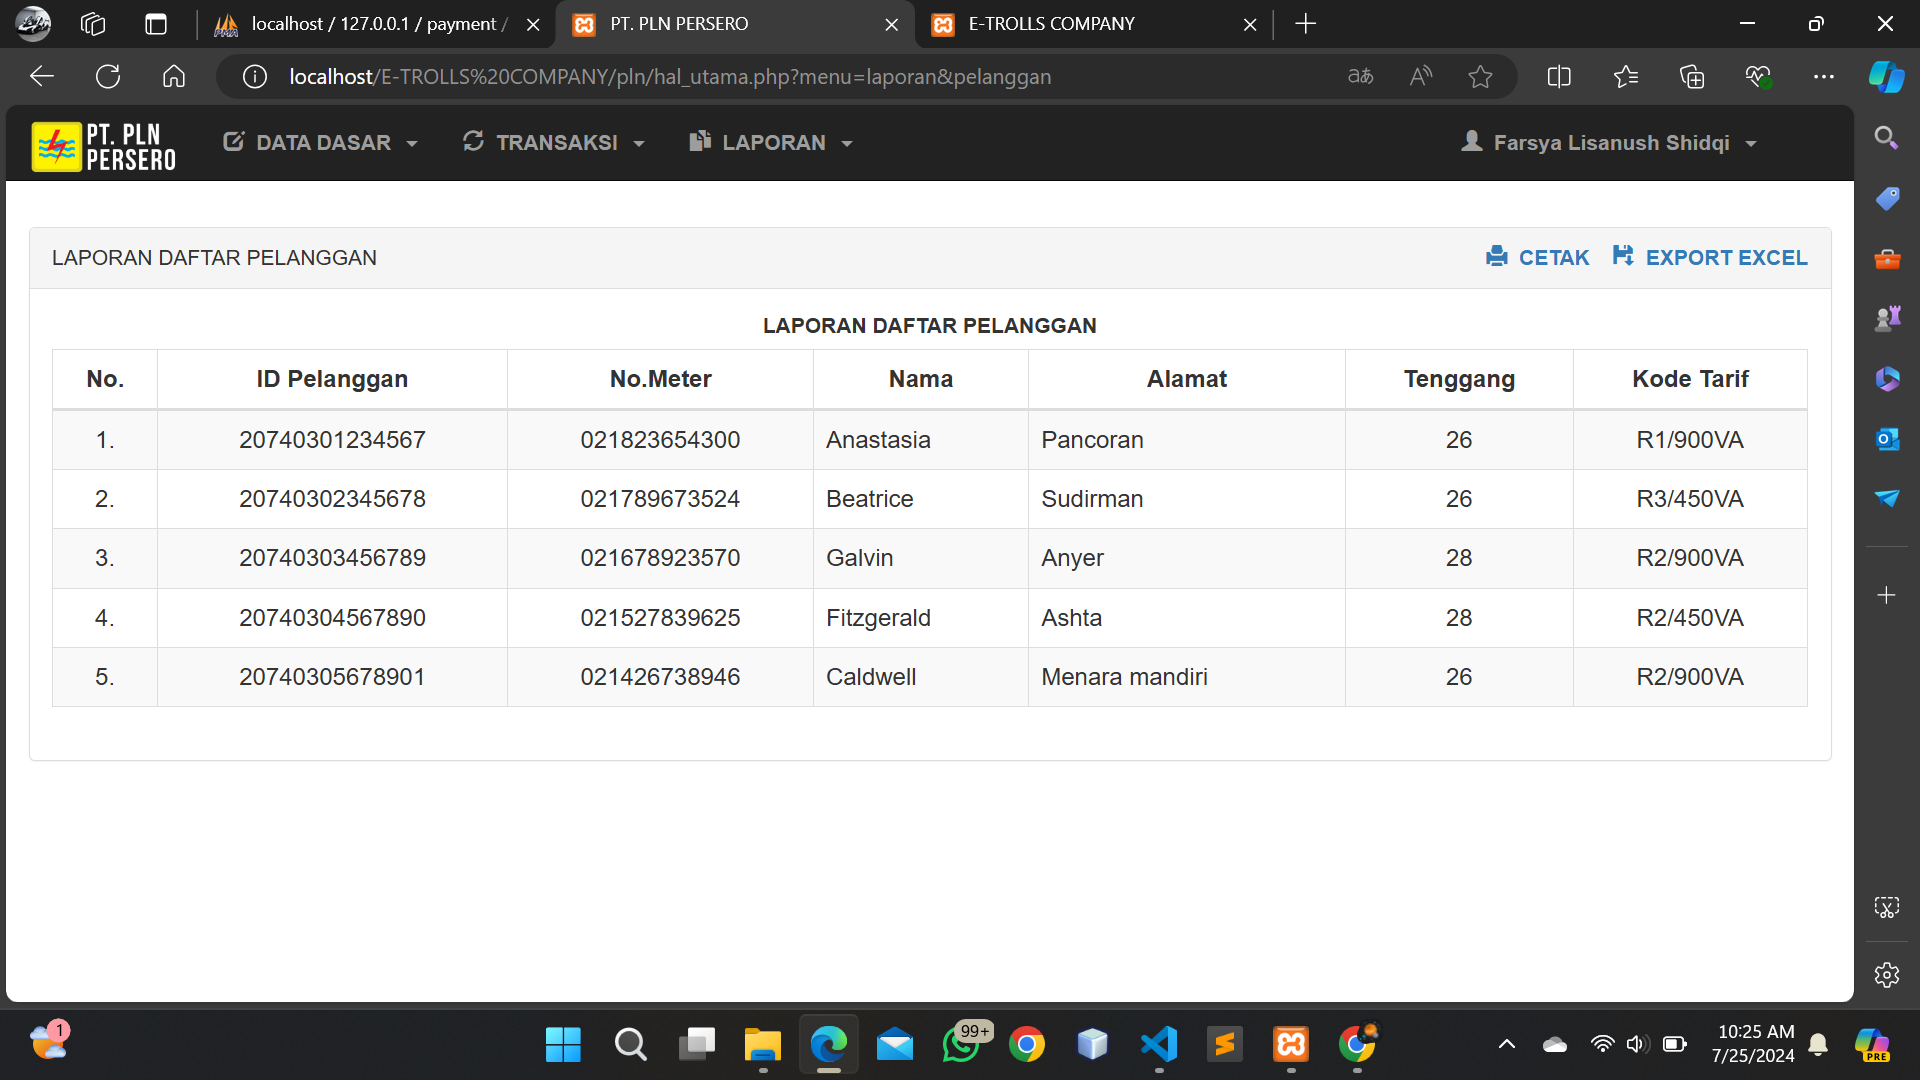 localhost / 127.0.0.1 / payment /
PT. PLN PERSERO
E-TROLLS COMPANY
localhost/E-TROLLS%20COMPANY/pln/hal_utama.php?menu=laporan&pelanggan
PT. PLN
PERSERO
DATA DASAR
TRANSAKSI
LAPORAN
Farsya Lisanush Shidqi
LAPORAN DAFTAR PELANGGAN
CETAK
EXPORT EXCEL
LAPORAN DAFTAR PELANGGAN
No. ID Pelanggan No.Meter Nama Alamat Tenggang Kode Tarif
1. 20740301234567 021823654300 Anastasia Pancoran 26 R1/900VA
2. 20740302345678 021789673524 Beatrice Sudirman 26 R3/450VA
3. 20740303456789 021678923570 Galvin Anyer 28 R2/900VA
4. 20740304567890 021527839625 Fitzgerald Ashta 28 R2/450VA
5. 20740305678901 021426738946 Caldwell Menara mandiri 26 R2/900VA
1
99+
10:25 AM
7/25/2024
PRE